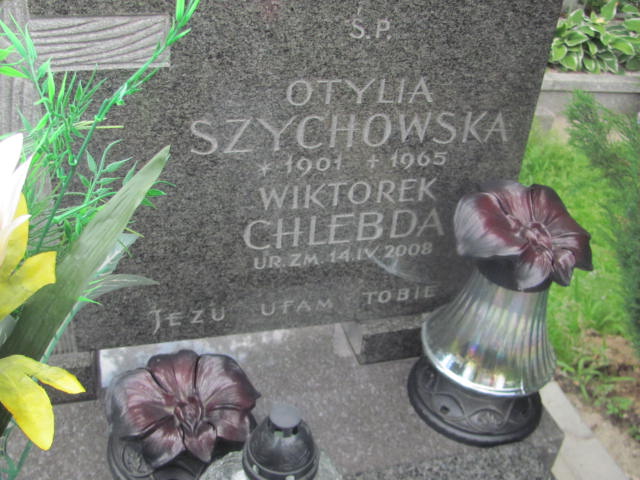 Ś.P.
OTYLIA
SZYCHOWSKA
* 1901 + 1965
WIKTOREK
CHLEBDA
UR. ZM. 14.IV.2008
JEZU UFAM TOBIE